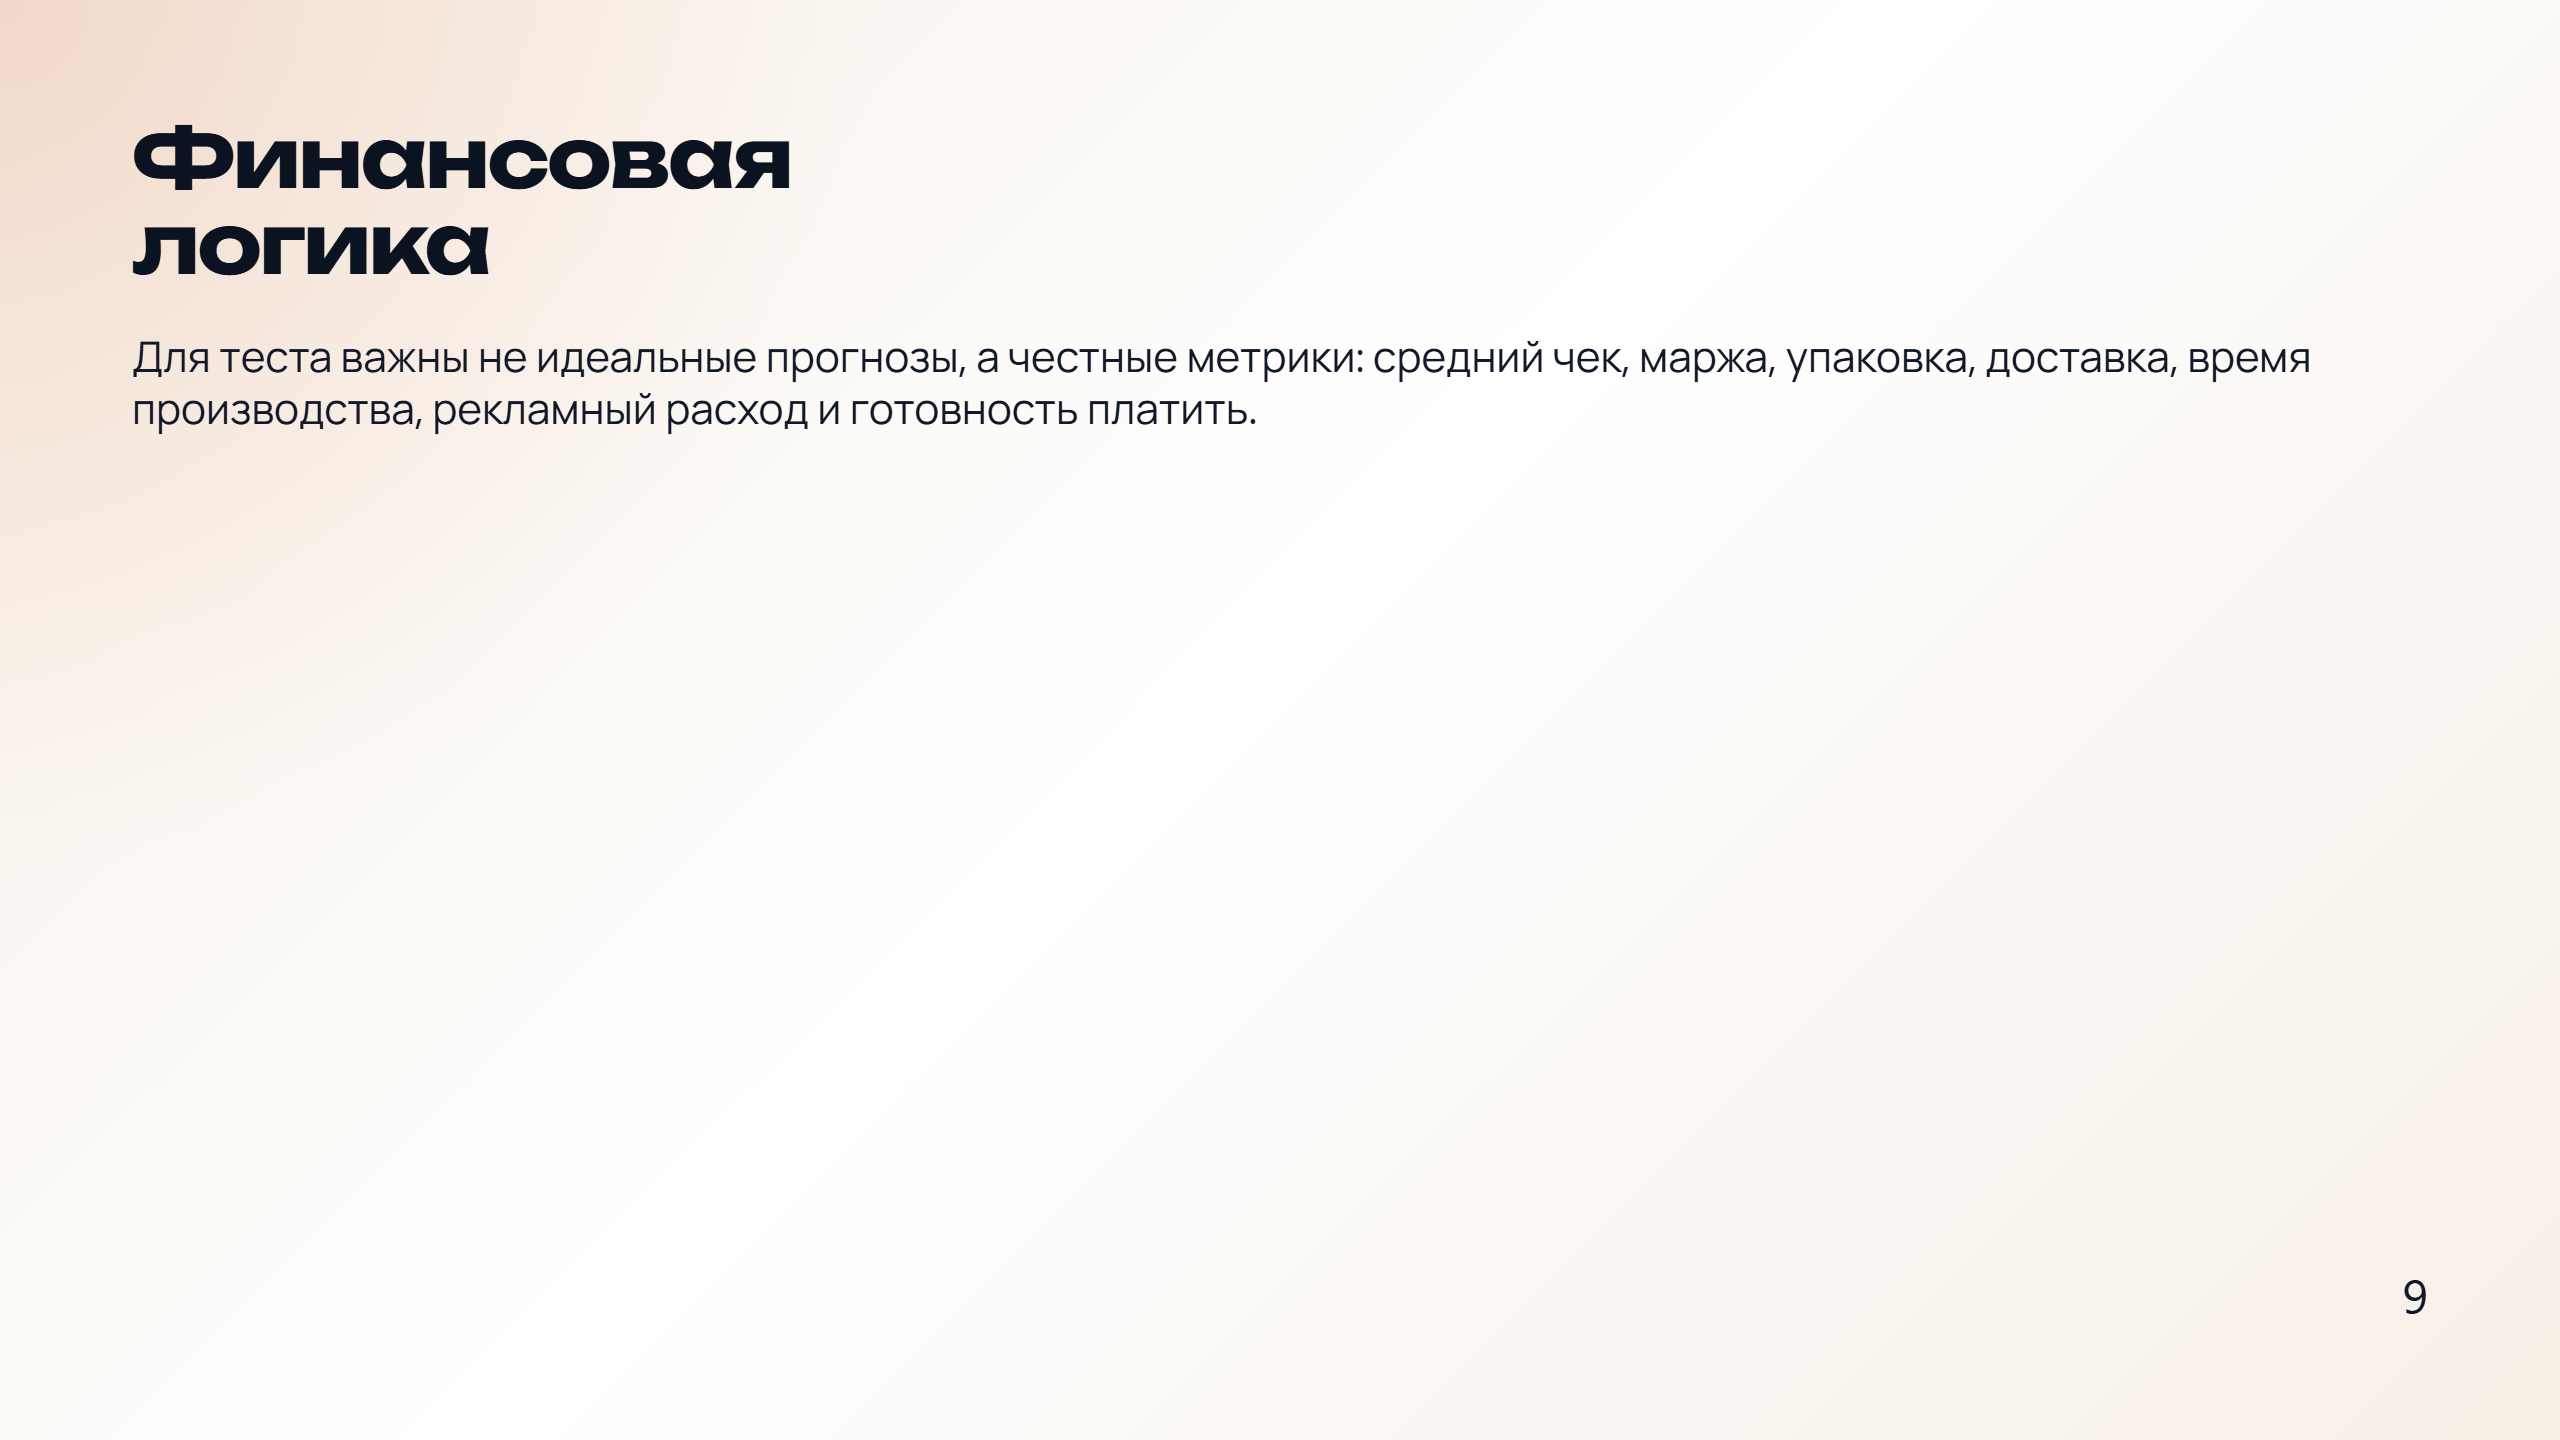 Финансовая
логика
Для теста важны не идеальные прогнозы, а честные метрики: средний чек, маржа, упаковка, доставка, время
производства, рекламный расход и готовность платить.
9